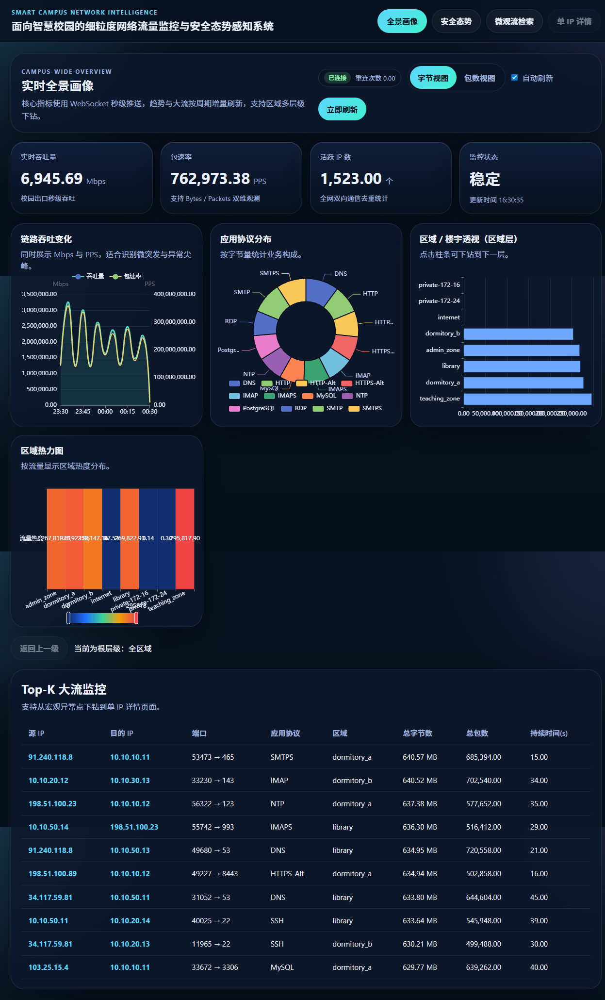 SMART CAMPUS NETWORK INTELLIGENCE
面向智慧校园的细粒度网络流量监控与安全态势感知系统
全景画像
安全态势
微观流检索
单 IP 详情
CAMPUS-WIDE OVERVIEW
实时全景画像
核心指标使用 WebSocket 秒级推送，趋势与大流按周期增量刷新，支持区域多层级
下钻。
已连接 重连次数 0.00
字节视图 包数视图
自动刷新
立即刷新
实时吞吐量
6,945.69 Mbps
校园出口秒级吞吐
包速率
762,973.38 PPS
支持 Bytes / Packets 双维观测
活跃 IP 数
1,523.00 个
全网双向通信去重统计
监控状态
稳定
更新时间 16:30:35
链路吞吐变化
同时展示 Mbps 与 PPS，适合识别微突发与异常尖
峰。
吞吐量 包速率
Mbps PPS
3,500,000.00 400,000,000.00
3,000,000.00
2,500,000.00 300,000,000.00
2,000,000.00
200,000,000.00
1,500,000.00
1,000,000.00 100,000,000.00
500,000.00
0.00 0.00
23:30 23:45 00:00 00:15 00:30
应用协议分布
按字节量统计业务构成。
SMTPS DNS
SMTP HTTP
RDP HTTP...
Postgr... HTTPS...
NTP IMAP
MySQL IMAPS
DNS HTTP HTTP-Alt HTTPS-Alt
IMAP IMAPS MySQL NTP
PostgreSQL RDP SMTP SMTPS
区域 / 楼宇透视（区域层）
点击柱条可下钻到下一层。
private-172-16
private-172-24
internet
dormitory_b
admin_zone
library
dormitory_a
teaching_zone
0.00 50,000.00 100,000.00 150,000.00 200,000.00 250,000.00
区域热力图
按流量显示区域热度分布。
流量热度 0.14 0.30 295,817.90
admin_zone dormitory_a dormitory_b internet library private-172-16 private-172-24 teaching_zone
0 295818
返回上一级 当前为根层级：全区域
Top-K 大流监控
支持从宏观异常点下钻到单 IP 详情页面。
源 IP 目的 IP 端口 应用协议 区域 总字节数 总包数 持续时间(s)
91.240.118.8 10.10.10.11 53473 → 465 SMTPS dormitory_a 640.57 MB 685,394.00 15.00
10.10.20.12 10.10.30.13 33230 → 143 IMAP dormitory_b 640.52 MB 702,540.00 34.00
198.51.100.23 10.10.10.12 56322 → 123 NTP dormitory_a 637.38 MB 577,652.00 35.00
10.10.50.14 198.51.100.23 55742 → 993 IMAPS library 636.30 MB 516,412.00 29.00
91.240.118.8 10.10.50.13 49680 → 53 DNS library 634.95 MB 720,558.00 21.00
198.51.100.89 10.10.10.12 49227 → 8443 HTTPS-Alt dormitory_a 634.94 MB 502,858.00 16.00
34.117.59.81 10.10.50.11 31052 → 53 DNS library 633.80 MB 644,604.00 45.00
10.10.50.11 10.10.20.14 40025 → 22 SSH library 633.64 MB 545,948.00 39.00
34.117.59.81 10.10.20.13 11965 → 22 SSH dormitory_b 630.21 MB 499,488.00 30.00
103.25.15.4 10.10.10.11 33672 → 3306 MySQL dormitory_a 629.77 MB 639,262.00 40.00